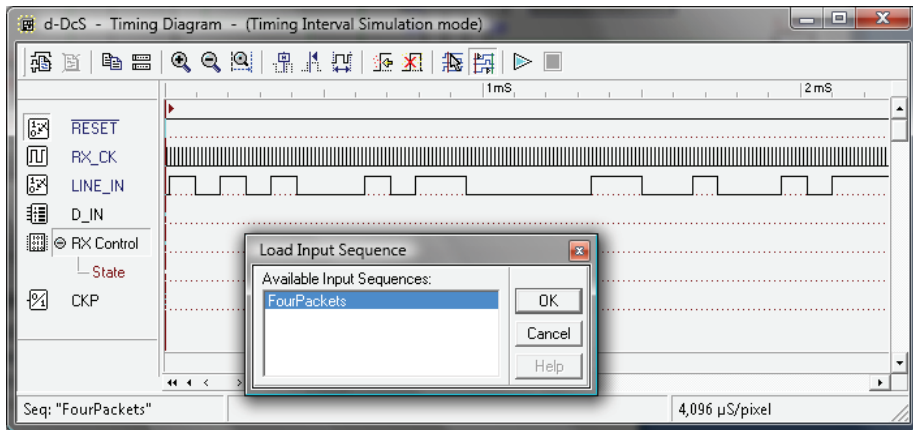 d-DcS - Timing Diagram - (Timing Interval Simulation mode)
1mS
2mS
RESET
RX_CK
LINE_IN
D_IN
RX Control
State
CKP
Load Input Sequence
Available Input Sequences:
FourPackets
OK
Cancel
Help
Seq: "FourPackets"
4,096 µS/pixel